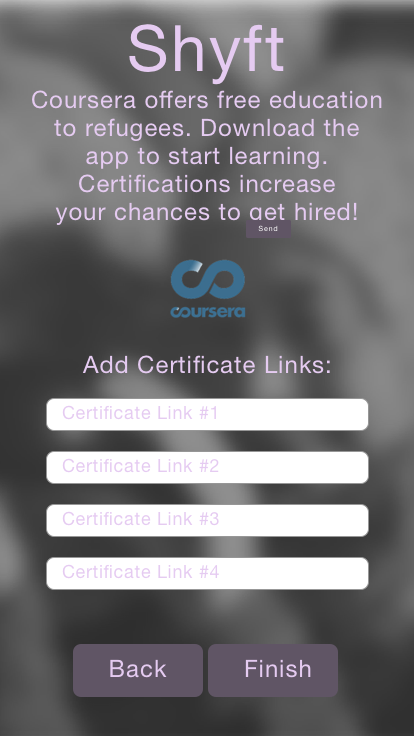 Shyft
Coursera offers free education
to refugees. Download the
app to start learning.
Certifications increase
your chances to get hired!
Send
coursera
Add Certificate Links:
Certificate Link #1
Certificate Link #2
Certificate Link #3
Certificate Link #4
Back
Finish